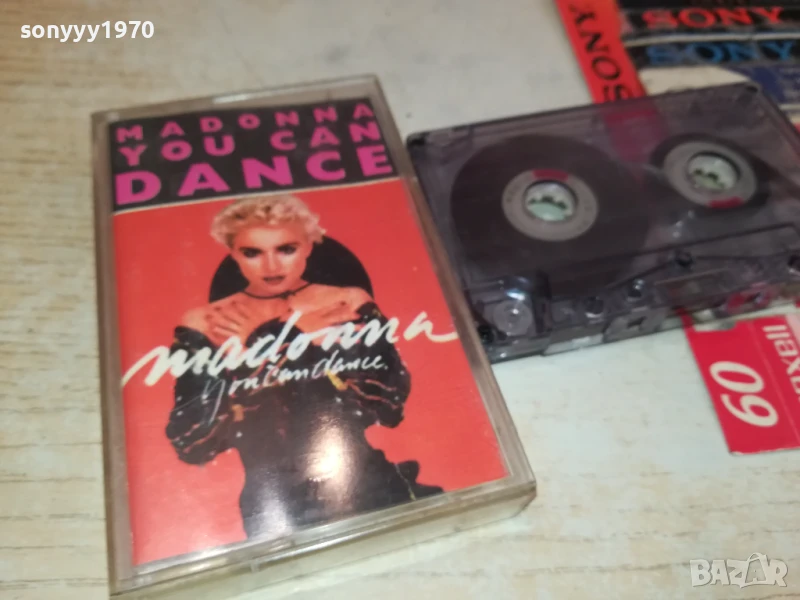 sonyyy1970
MADONNA
YOU CAN
DANCE
madonna
you can dance.
SONY
SONY
SONY
60
maxell
BAZAR